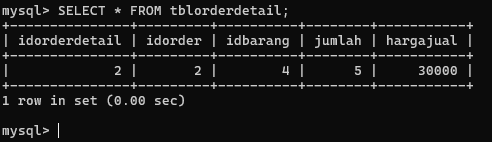 mysql> SELECT * FROM tblorderdetail;
+---------------+---------+----------+--------+-----------+
| idorderdetail | idorder | idbarang | jumlah | hargajual |
+---------------+---------+----------+--------+-----------+
|             2 |       2 |        4 |      5 |     30000 |
+---------------+---------+----------+--------+-----------+
1 row in set (0.00 sec)
mysql>